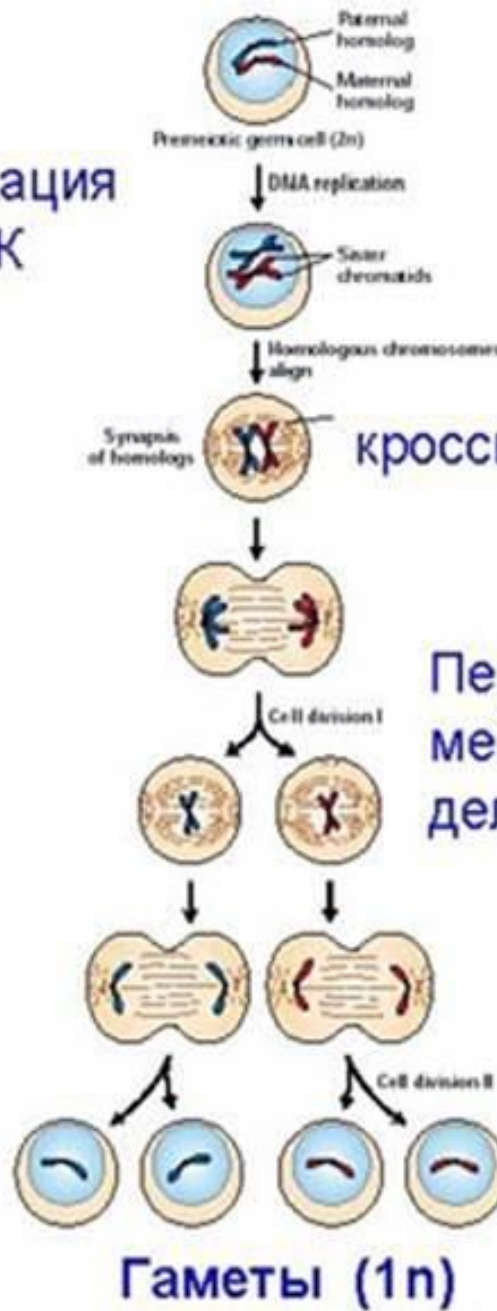 Paternal
homolog
Maternal
homolog
Premeiotic germ cell (2n)
ация
К
DNA replication
Sister
chromatids
Homologous chromosomes
align
Synapsis
of homologs
кросси
Пе
ме
дел
Cell division I
Cell division II
Гаметы (1n)